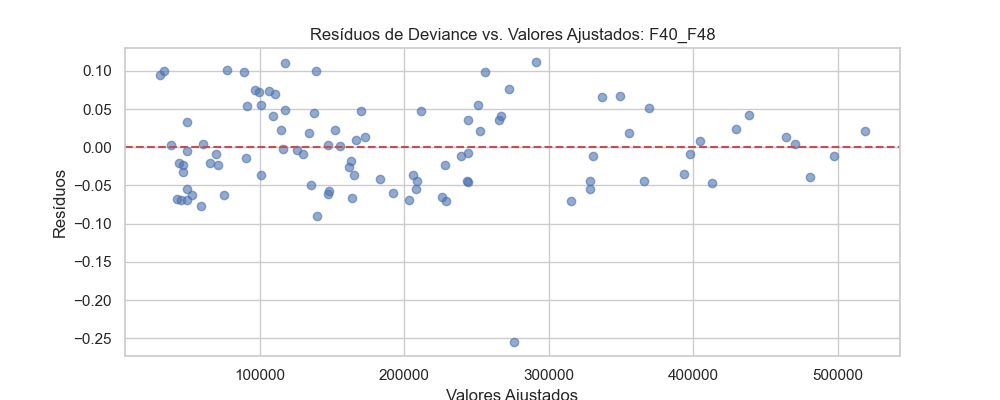 Resíduos de Deviance vs. Valores Ajustados: F40_F48
0.10
0.05
0.00
−0.05
−0.10
−0.15
−0.20
−0.25
Resíduos
100000 200000 300000 400000 500000
Valores Ajustados